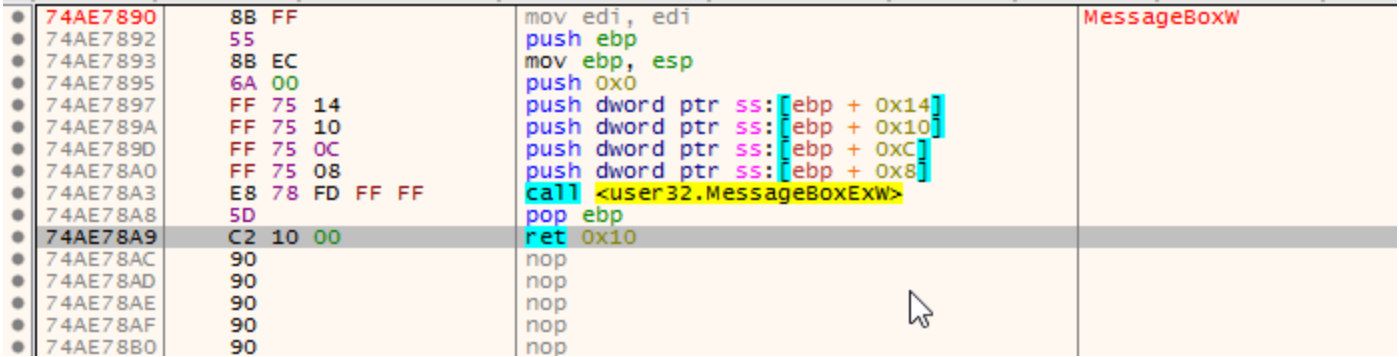 74AE7890 8B FF mov edi, edi MessageBoxW
74AE7892 55 push ebp
74AE7893 8B EC mov ebp, esp
74AE7895 6A 00 push 0x0
74AE7897 FF 75 14 push dword ptr ss:[ebp + 0x14]
74AE789A FF 75 10 push dword ptr ss:[ebp + 0x10]
74AE789D FF 75 0C push dword ptr ss:[ebp + 0xC]
74AE78A0 FF 75 08 push dword ptr ss:[ebp + 0x8]
74AE78A3 E8 78 FD FF FF call <user32.MessageBoxExW>
74AE78A8 5D pop ebp
74AE78A9 C2 10 00 ret 0x10
74AE78AC 90 nop
74AE78AD 90 nop
74AE78AE 90 nop
74AE78AF 90 nop
74AE78B0 90 nop